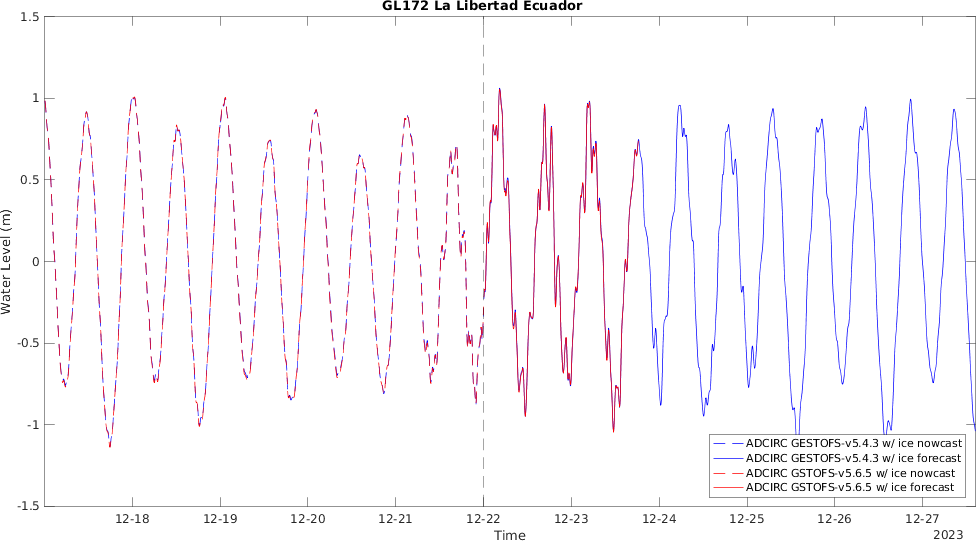 GL172 La Libertad Ecuador
1.5
1
0.5
0
-0.5
-1
-1.5
Water Level (m)
12-18 12-19 12-20 12-21 12-22 12-23 12-24 12-25 12-26 12-27
Time
2023
ADCIRC GESTOFS-v5.4.3 w/ ice nowcast
ADCIRC GESTOFS-v5.4.3 w/ ice forecast
ADCIRC GSTOFS-v5.6.5 w/ ice nowcast
ADCIRC GSTOFS-v5.6.5 w/ ice forecast